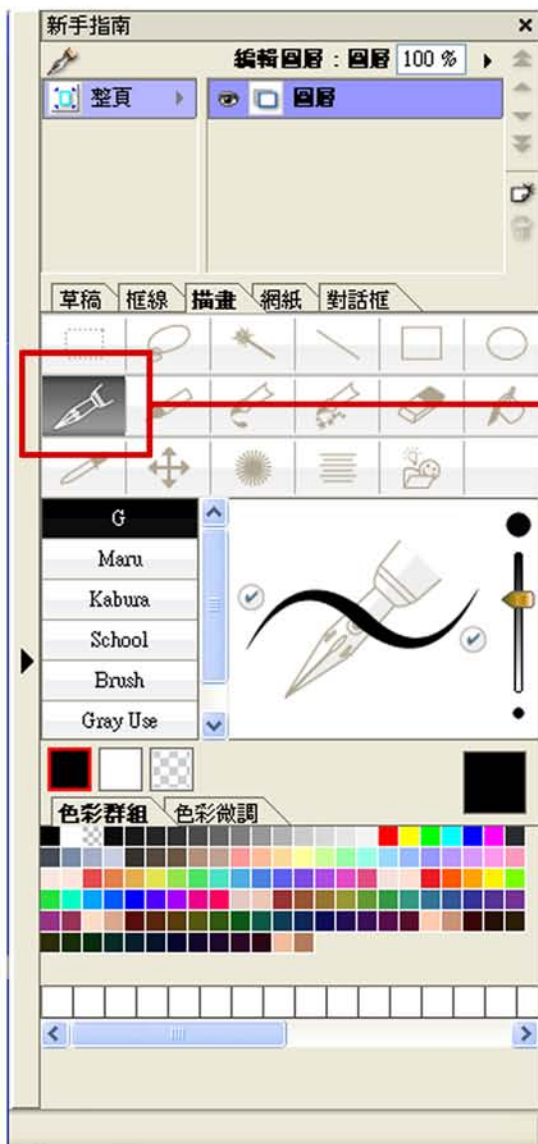 新手指南
編輯圖層：圖層 100 %
整頁
圖層
草稿 框線 描畫 網紙 對話框
G
Maru
Kabura
School
Brush
Gray Use
色彩群組 色彩微調